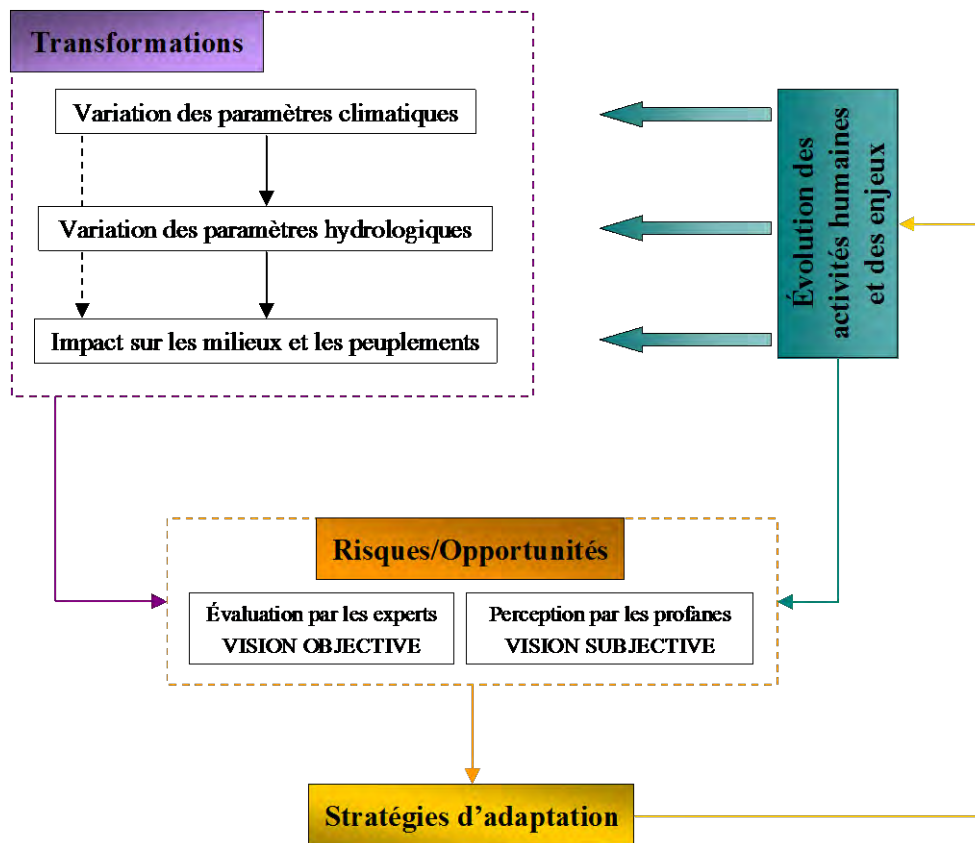 Transformations
Variation des paramètres climatiques
Variation des paramètres hydrologiques
Impact sur les milieux et les peuplements
Évolution des
activités humaines
et des enjeux
Risques/Opportunités
Évaluation par les experts
VISION OBJECTIVE
Perception par les profanes
VISION SUBJECTIVE
Stratégies d’adaptation